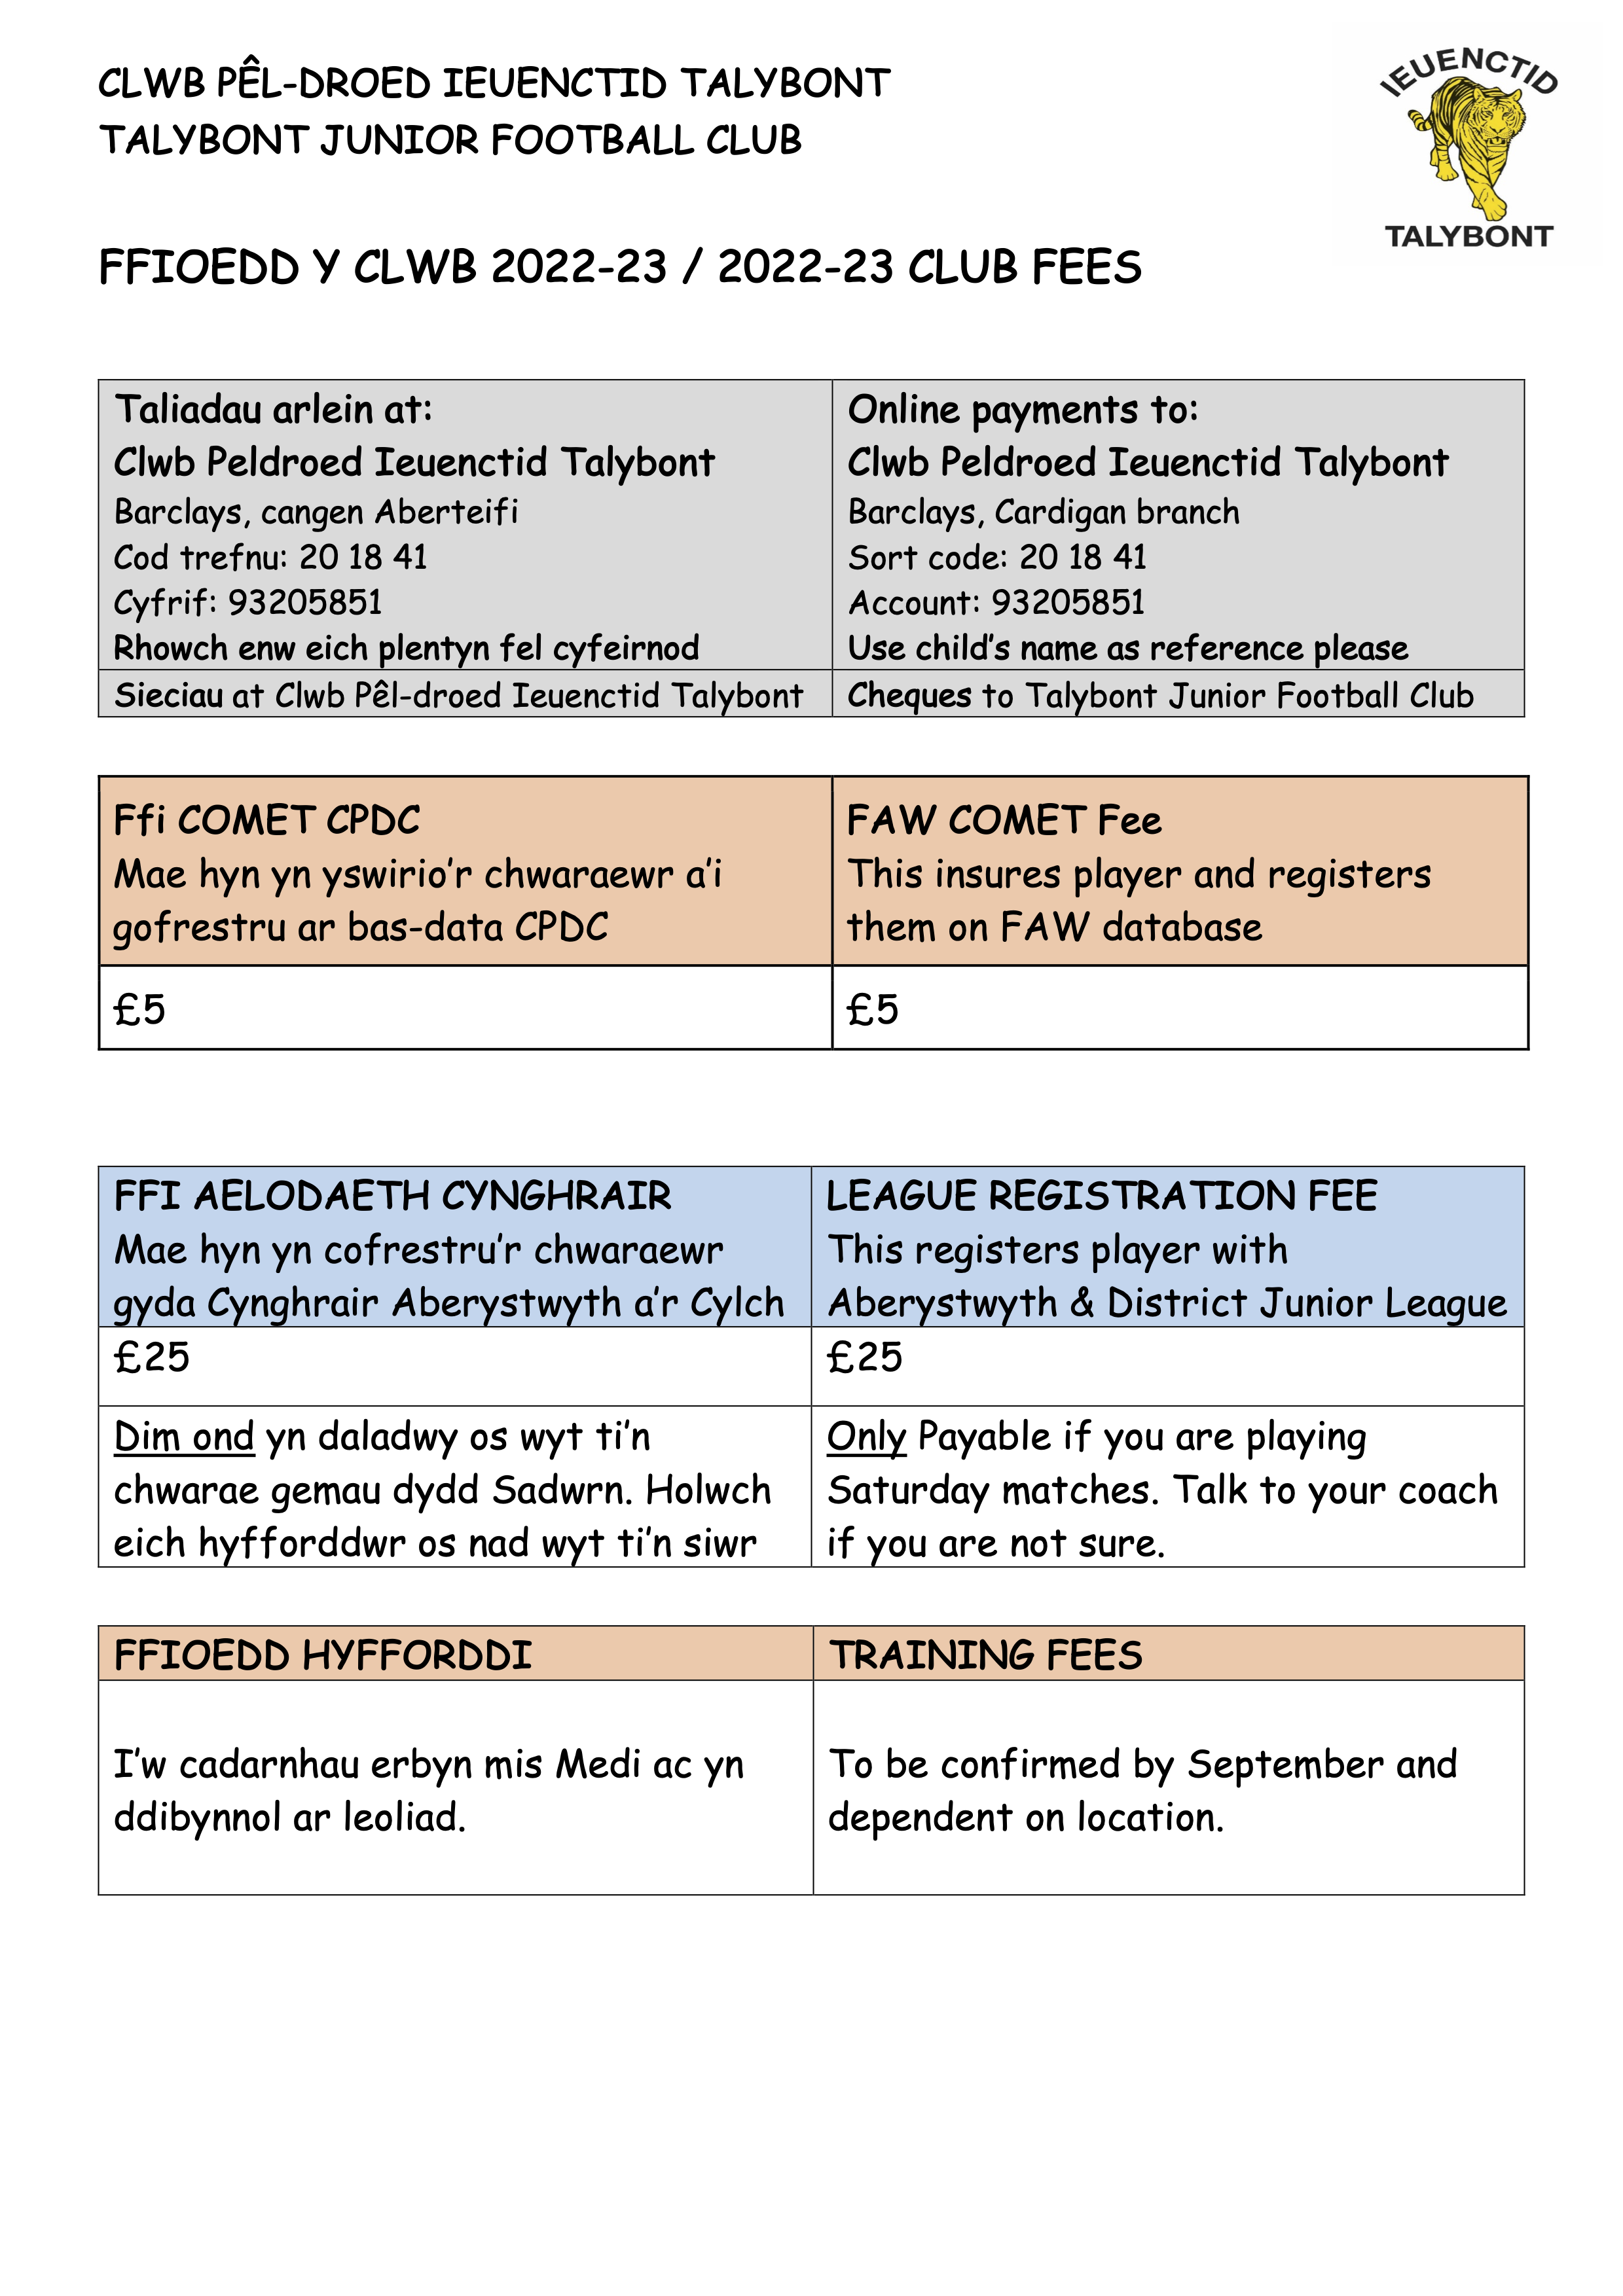 CLWB PÊL-DROED IEUENCTID TALYBONT
TALYBONT JUNIOR FOOTBALL CLUB
IEUENCTID
TALYBONT
FFIOEDD Y CLWB 2022-23 / 2022-23 CLUB FEES
Taliadau arlein at:
Clwb Peldroed Ieuenctid Talybont
Barclays, cangen Aberteifi
Cod trefnu: 20 18 41
Cyfrif: 93205851
Rhowch enw eich plentyn fel cyfeirnod
Online payments to:
Clwb Peldroed Ieuenctid Talybont
Barclays, Cardigan branch
Sort code: 20 18 41
Account: 93205851
Use child's name as reference please
Sieciau at Clwb Pêl-droed Ieuenctid Talybont
Cheques to Talybont Junior Football Club
Ffi COMET CPDC
Mae hyn yn yswirio'r chwaraewr a'i
gofrestru ar bas-data CPDC
FAW COMET Fee
This insures player and registers
them on FAW database
£5
£5
FFI AELODAETH CYNGHRAIR
Mae hyn yn cofrestru'r chwaraewr
gyda Cynghrair Aberystwyth a'r Cylch
LEAGUE REGISTRATION FEE
This registers player with
Aberystwyth & District Junior League
£25
£25
Dim ond yn daladwy os wyt ti'n
chwarae gemau dydd Sadwrn. Holwch
eich hyfforddwr os nad wyt ti'n siwr
Only Payable if you are playing
Saturday matches. Talk to your coach
if you are not sure.
FFIOEDD HYFFORDDI
TRAINING FEES
I'w cadarnhau erbyn mis Medi ac yn
ddibynnol ar leoliad.
To be confirmed by September and
dependent on location.